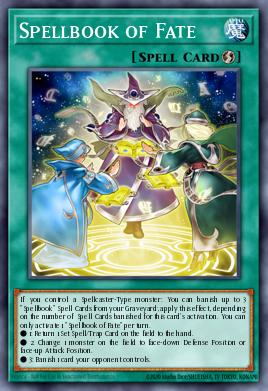 SPELLBOOK OF FATE
魔
[SPELL CARD]
If you control a Spellcaster-Type monster: You can banish up to 3
"Spellbook" Spell Cards from your Graveyard; apply this effect, depending
on the number of Spell Cards banished for this card's activation. You can
only activate 1 "Spellbook of Fate" per turn.
● 1: Return 1 Set Spell/Trap Card on the field to the hand.
● 2: Change 1 monster on the field to face-down Defense Position or
face-up Attack Position.
● 3: Banish 1 card your opponent controls.